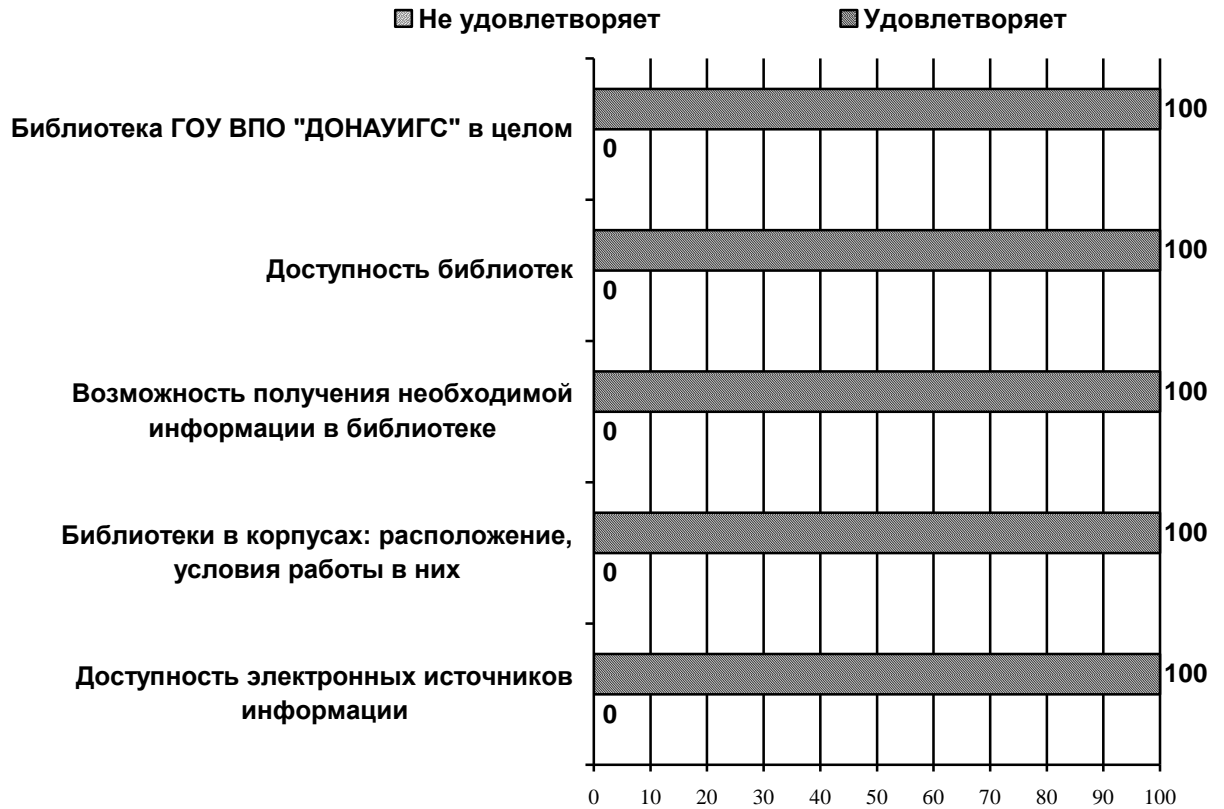 Не удовлетворяет Удовлетворяет
Библиотека ГОУ ВПО "ДОНАУИГС" в целом
100
0
Доступность библиотек
100
0
Возможность получения необходимой
информации в библиотеке
100
0
Библиотеки в корпусах: расположение,
условия работы в них
100
0
Доступность электронных источников
информации
100
0
0 10 20 30 40 50 60 70 80 90 100